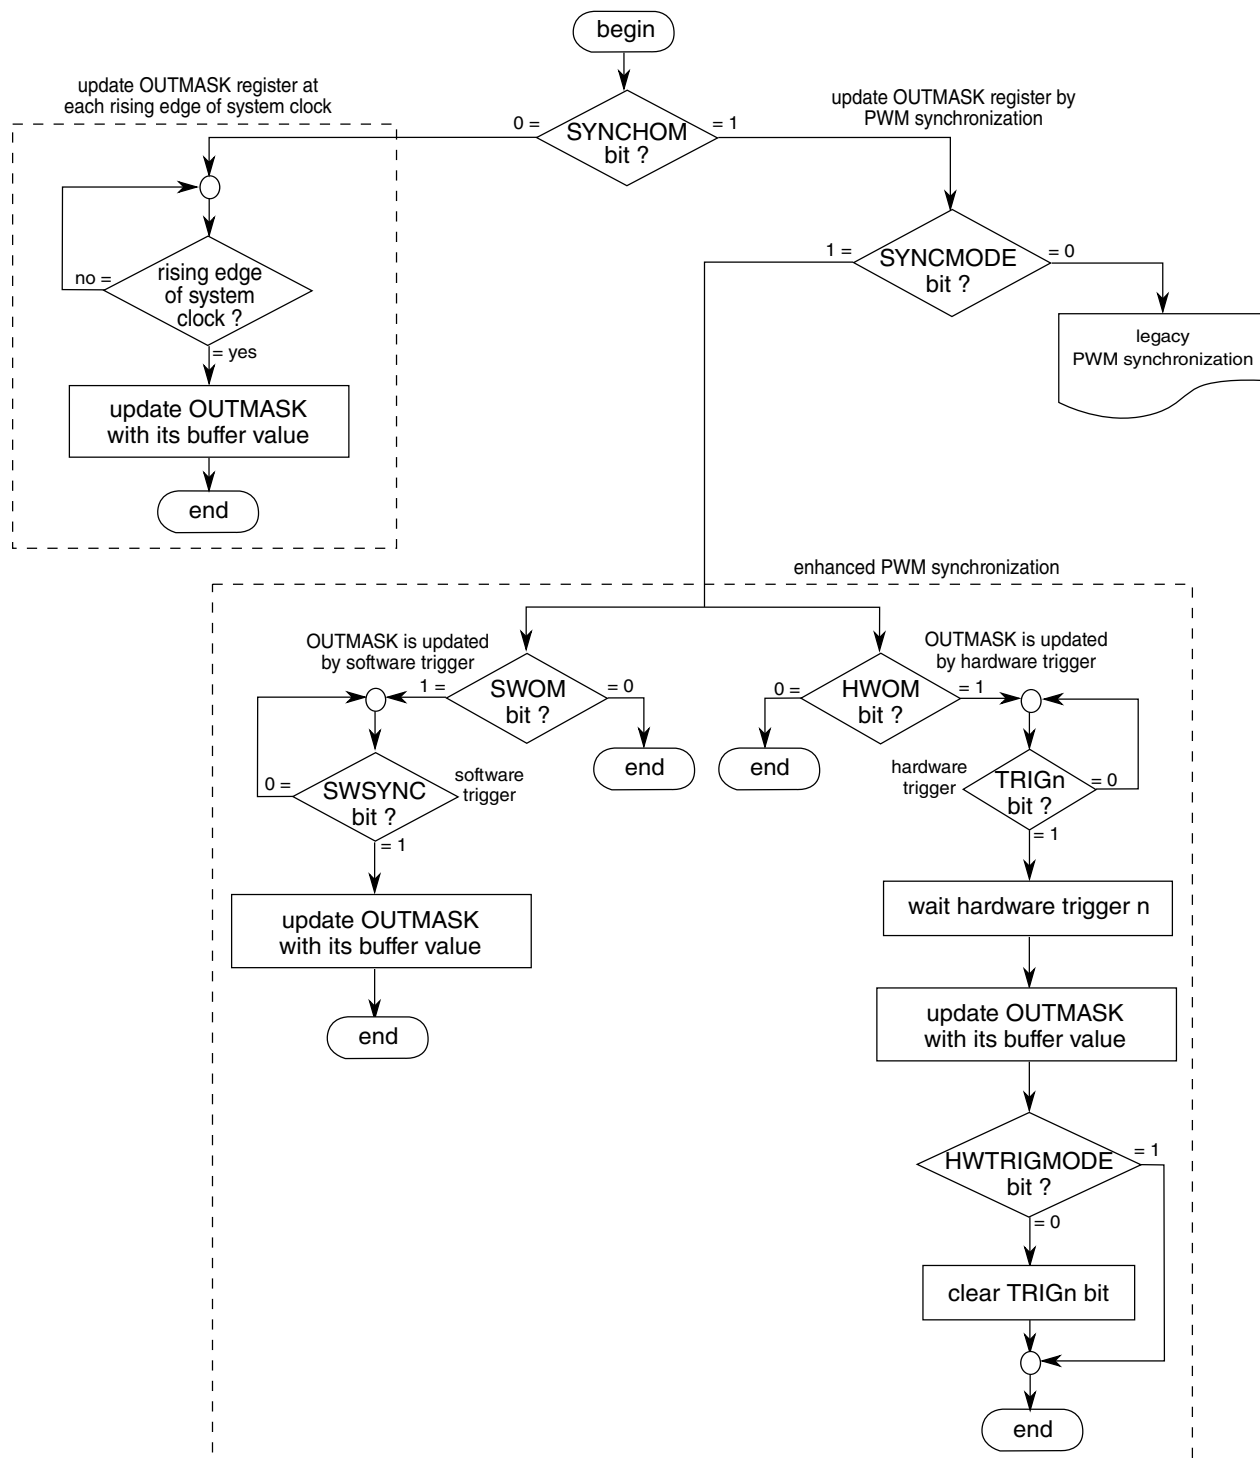 begin
update OUTMASK register at
each rising edge of system clock
update OUTMASK register by
PWM synchronization
0 =
SYNCHOM
bit ?
= 1
rising edge
of system
clock ?
no =
= yes
update OUTMASK
with its buffer value
end
1 =
SYNCMODE
bit ?
= 0
legacy
PWM synchronization
enhanced PWM synchronization
OUTMASK is updated
by software trigger
1 =
SWOM
bit ?
= 0
end
0 =
SWSYNC
bit ?
software
trigger
= 1
update OUTMASK
with its buffer value
end
OUTMASK is updated
by hardware trigger
0 =
HWOM
bit ?
= 1
end
hardware
trigger
TRIGn
bit ?
= 0
= 1
wait hardware trigger n
update OUTMASK
with its buffer value
HWTRIGMODE
bit ?
= 1
= 0
clear TRIGn bit
end